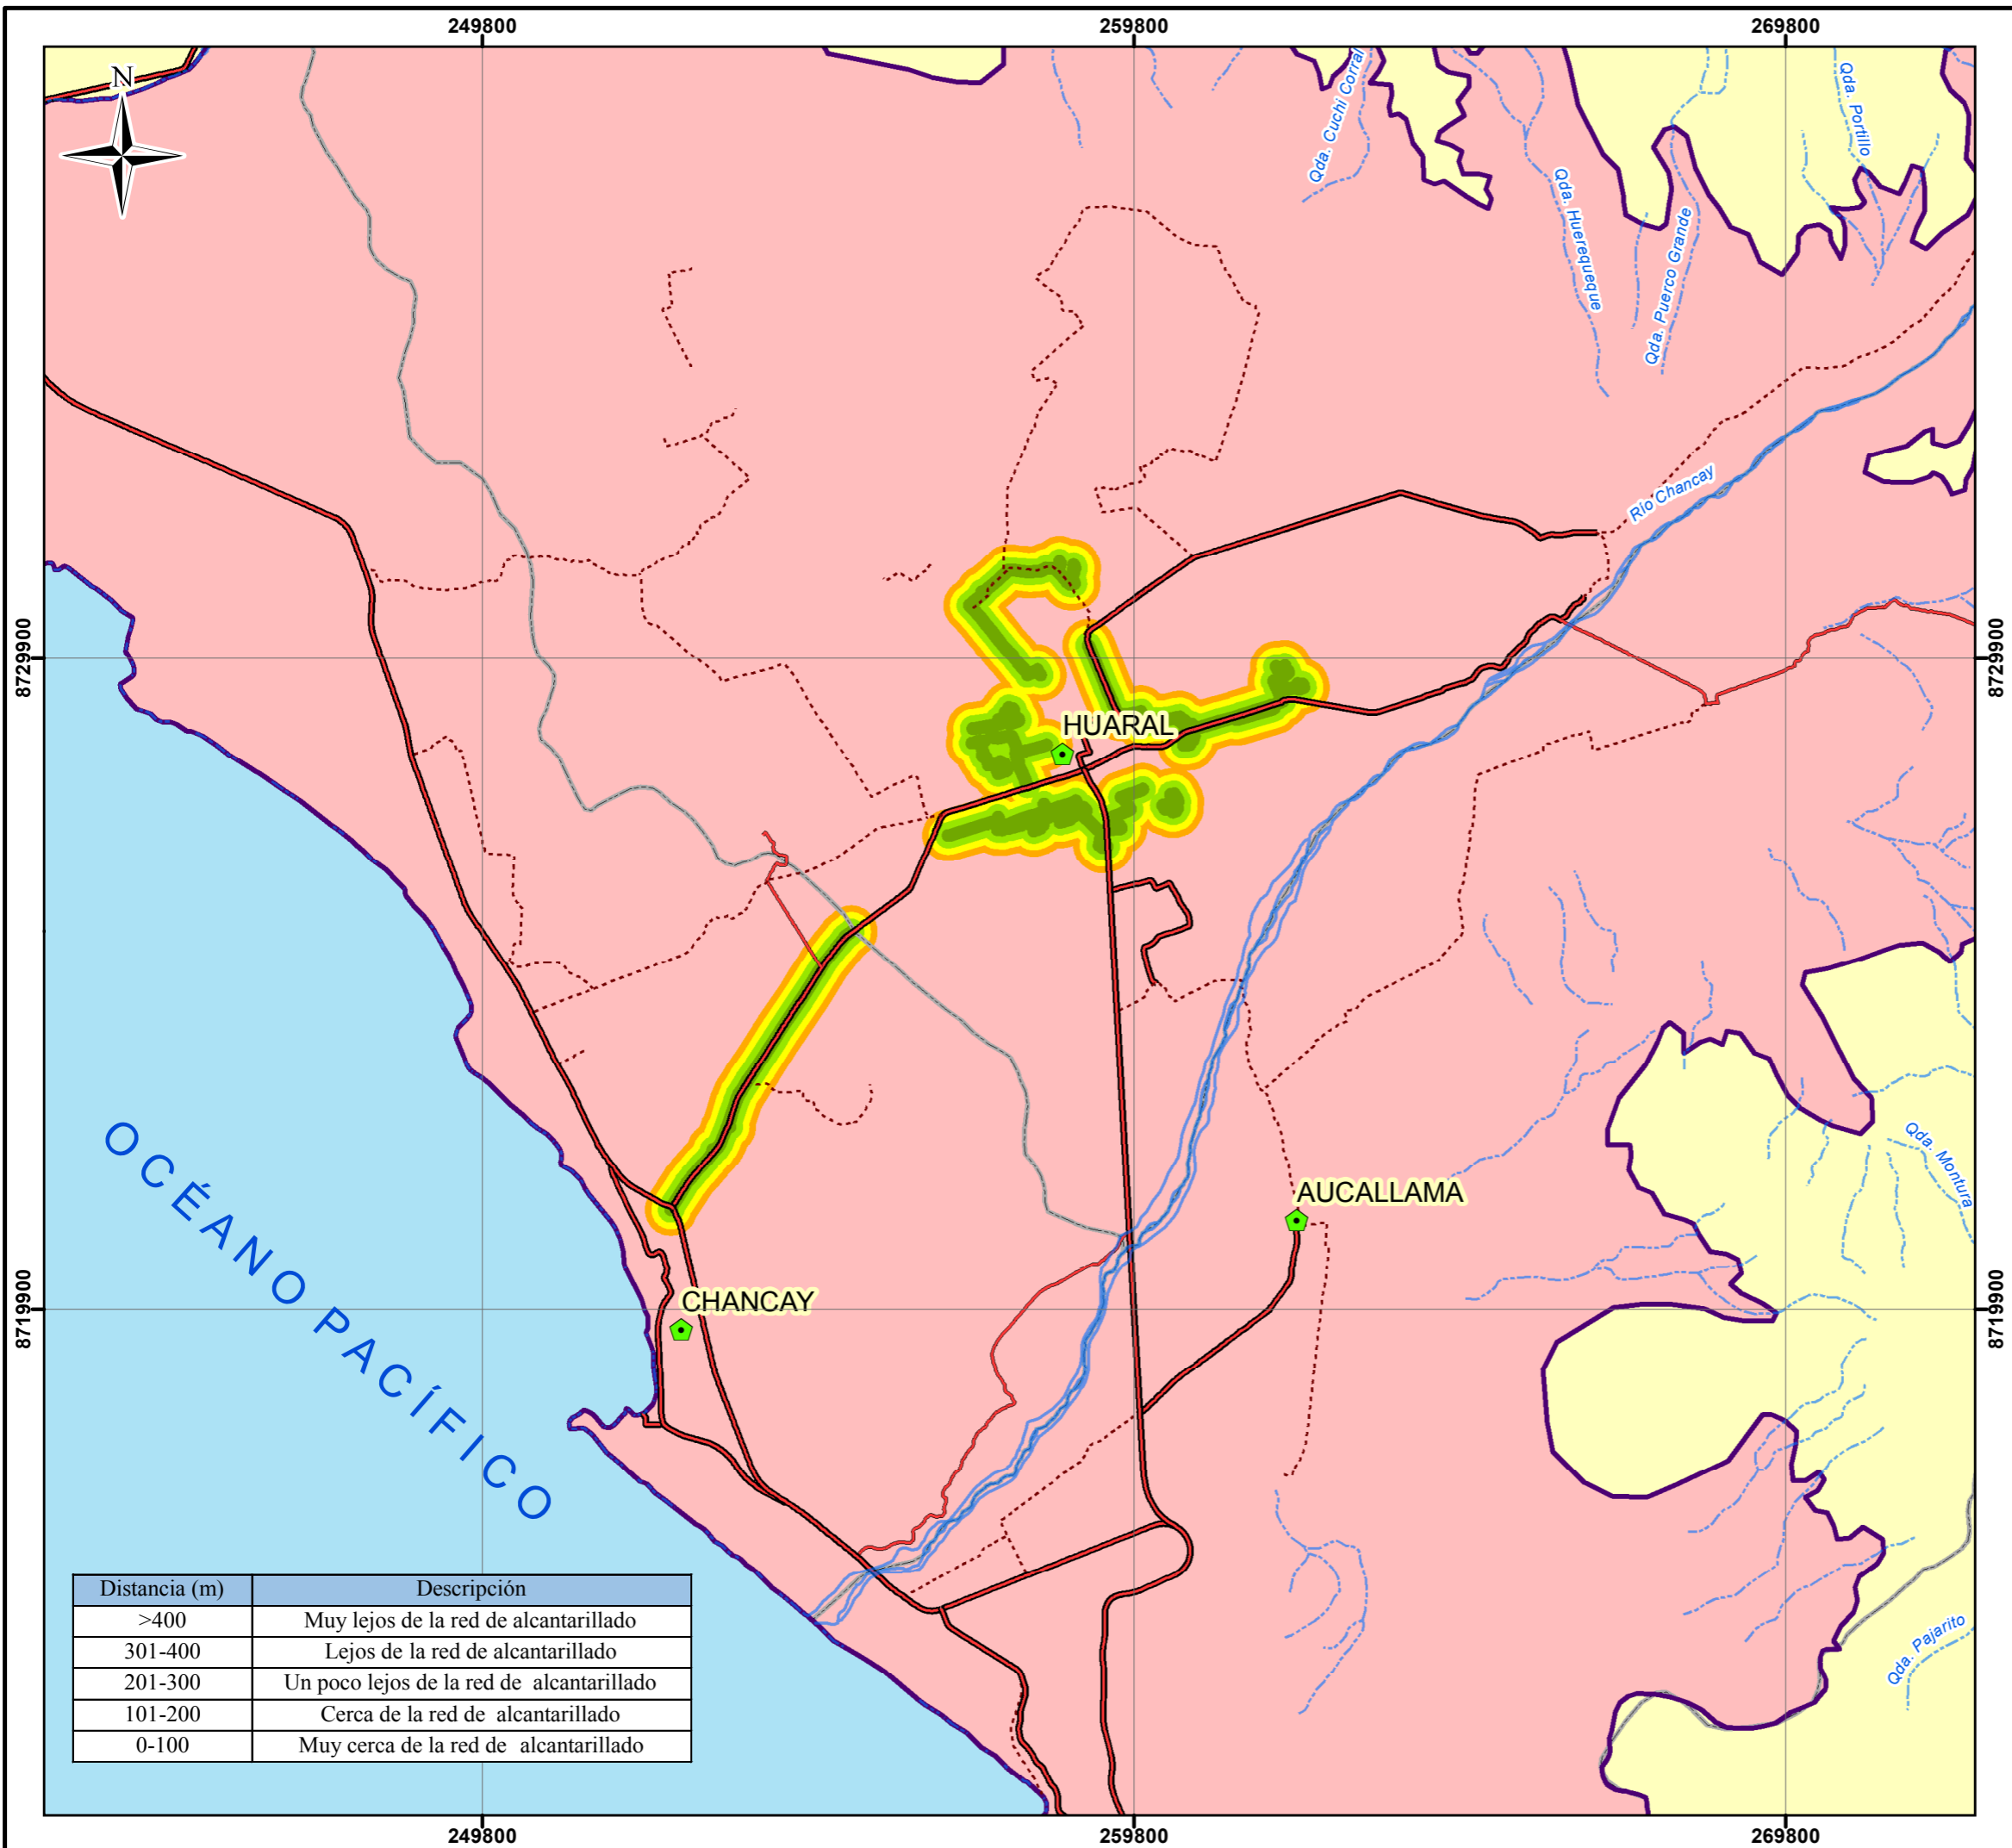 249800
259800
269800
N
Qda. Cuchi Corral
Qda. Portillo
Qda. Huerequeque
Qda. Puerco Grande
Río Chancay
8729900
8729900
HUARAL
Qda. Montura
AUCALLAMA
OCÉANO PACÍFICO
CHANCAY
8719900
8719900
Distancia (m) Descripción
>400 Muy lejos de la red de alcantarillado
301-400 Lejos de la red de alcantarillado
201-300 Un poco lejos de la red de alcantarillado
101-200 Cerca de la red de alcantarillado
0-100 Muy cerca de la red de alcantarillado
Qda. Pajarito
249800
259800
269800